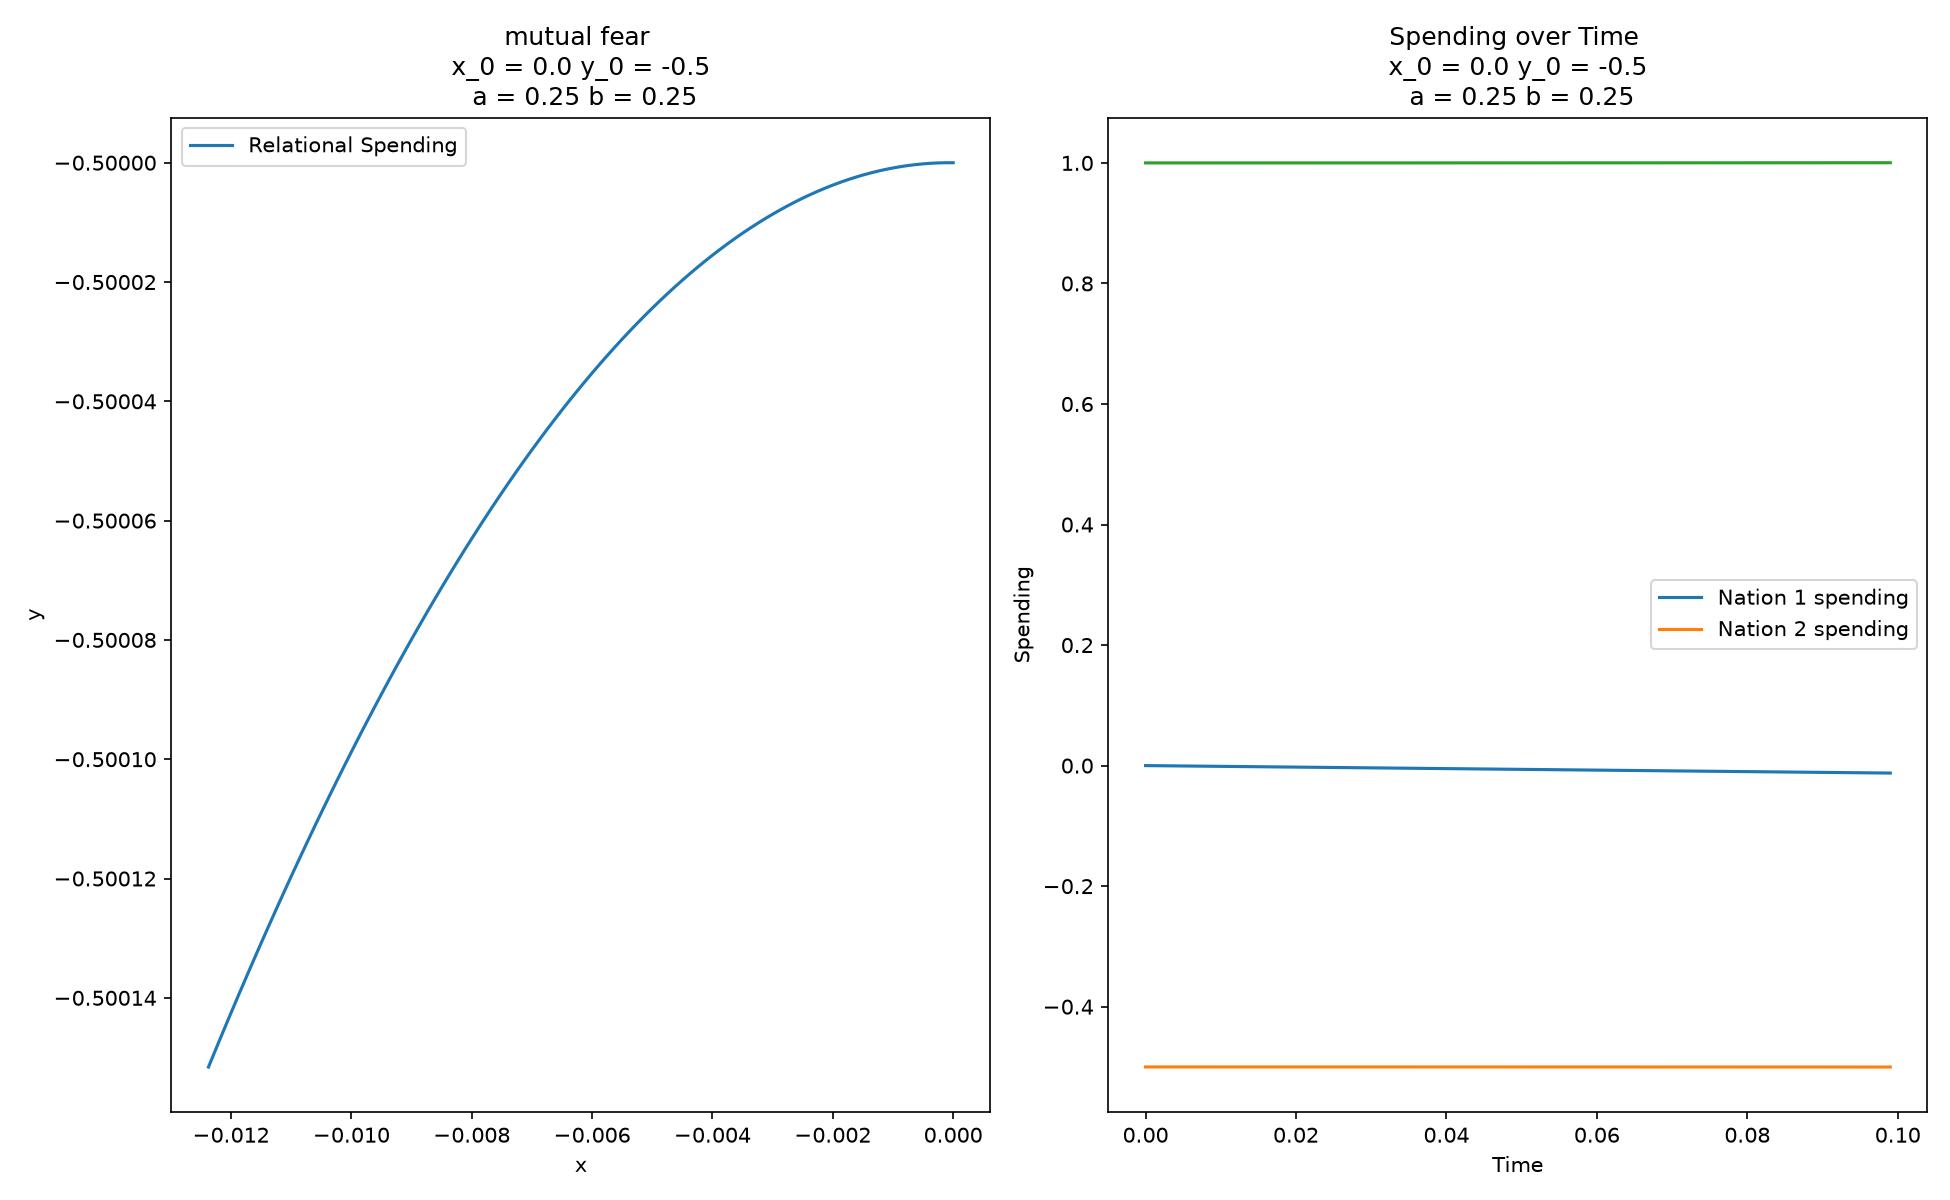 mutual fear
x_0 = 0.0 y_0 = -0.5
a = 0.25 b = 0.25
Relational Spending
−0.50000
−0.50002
−0.50004
−0.50006
−0.50008
−0.50010
−0.50012
−0.50014
y
−0.012
−0.010
−0.008
−0.006
−0.004
−0.002
0.000
x
Spending over Time
x_0 = 0.0 y_0 = -0.5
a = 0.25 b = 0.25
1.0
0.8
0.6
0.4
0.2
0.0
−0.2
−0.4
Spending
Nation 1 spending
Nation 2 spending
0.00
0.02
0.04
0.06
0.08
0.10
Time